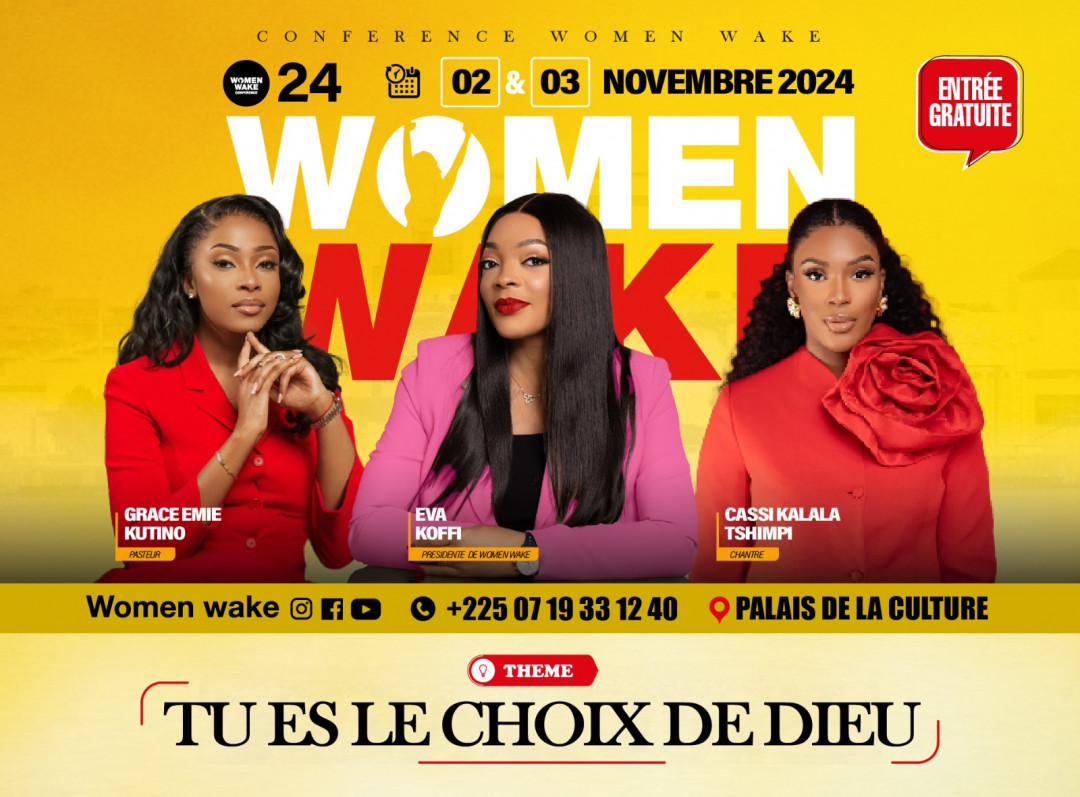 CONFERENCE WOMEN WAKE
WOMEN
WAKE
CONFERENCE
24
02 & 03 NOVEMBRE 2024
ENTRÉE
GRATUITE
WOMEN
WAKE
GRACE EMIE
KUTINO
PASTEUR
EVA
KOFFI
PRESIDENTE DE WOMEN WAKE
CASSI KALALA
TSHIMPI
CHANTRE
Women wake
+225 07 19 33 12 40
PALAIS DE LA CULTURE
THEME
TU ES LE CHOIX DE DIEU